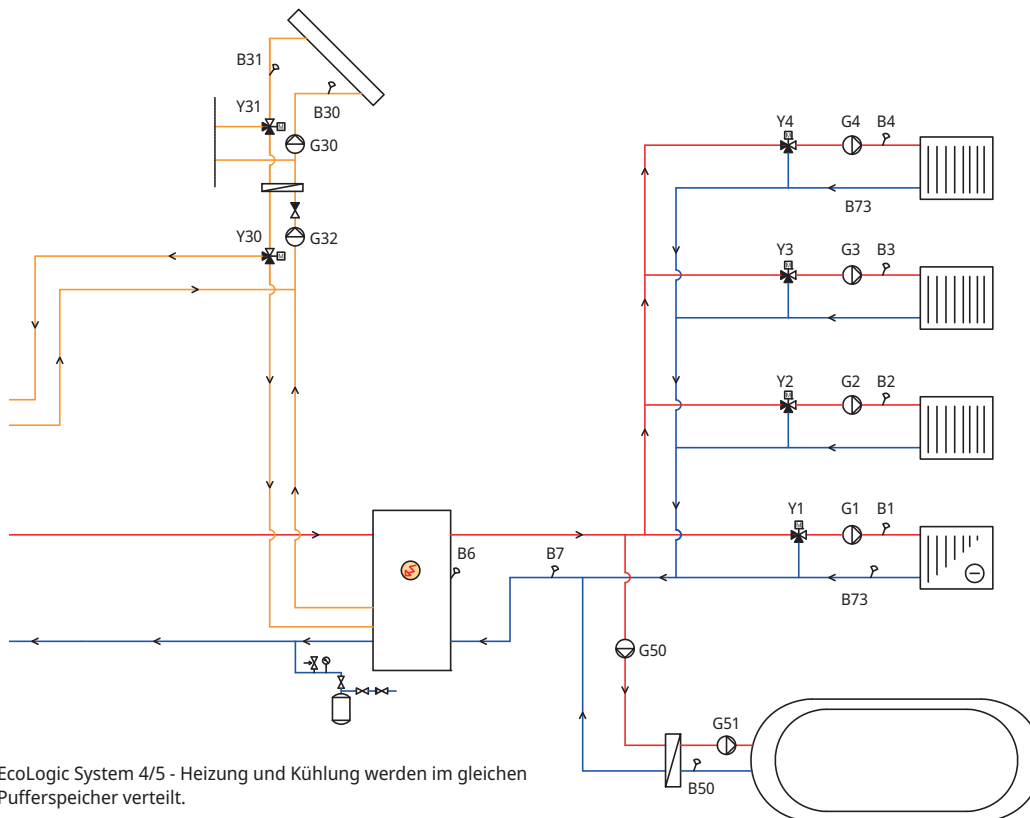 B31
B30
Y31
G30
Y30
G32
Y4
G4
B4
B73
Y3
G3
B3
Y2
G2
B2
Y1
G1
B1
B6
B7
B73
G50
G51
B50
EcoLogic System 4/5 - Heizung und Kühlung werden im gleichen
Pufferspeicher verteilt.